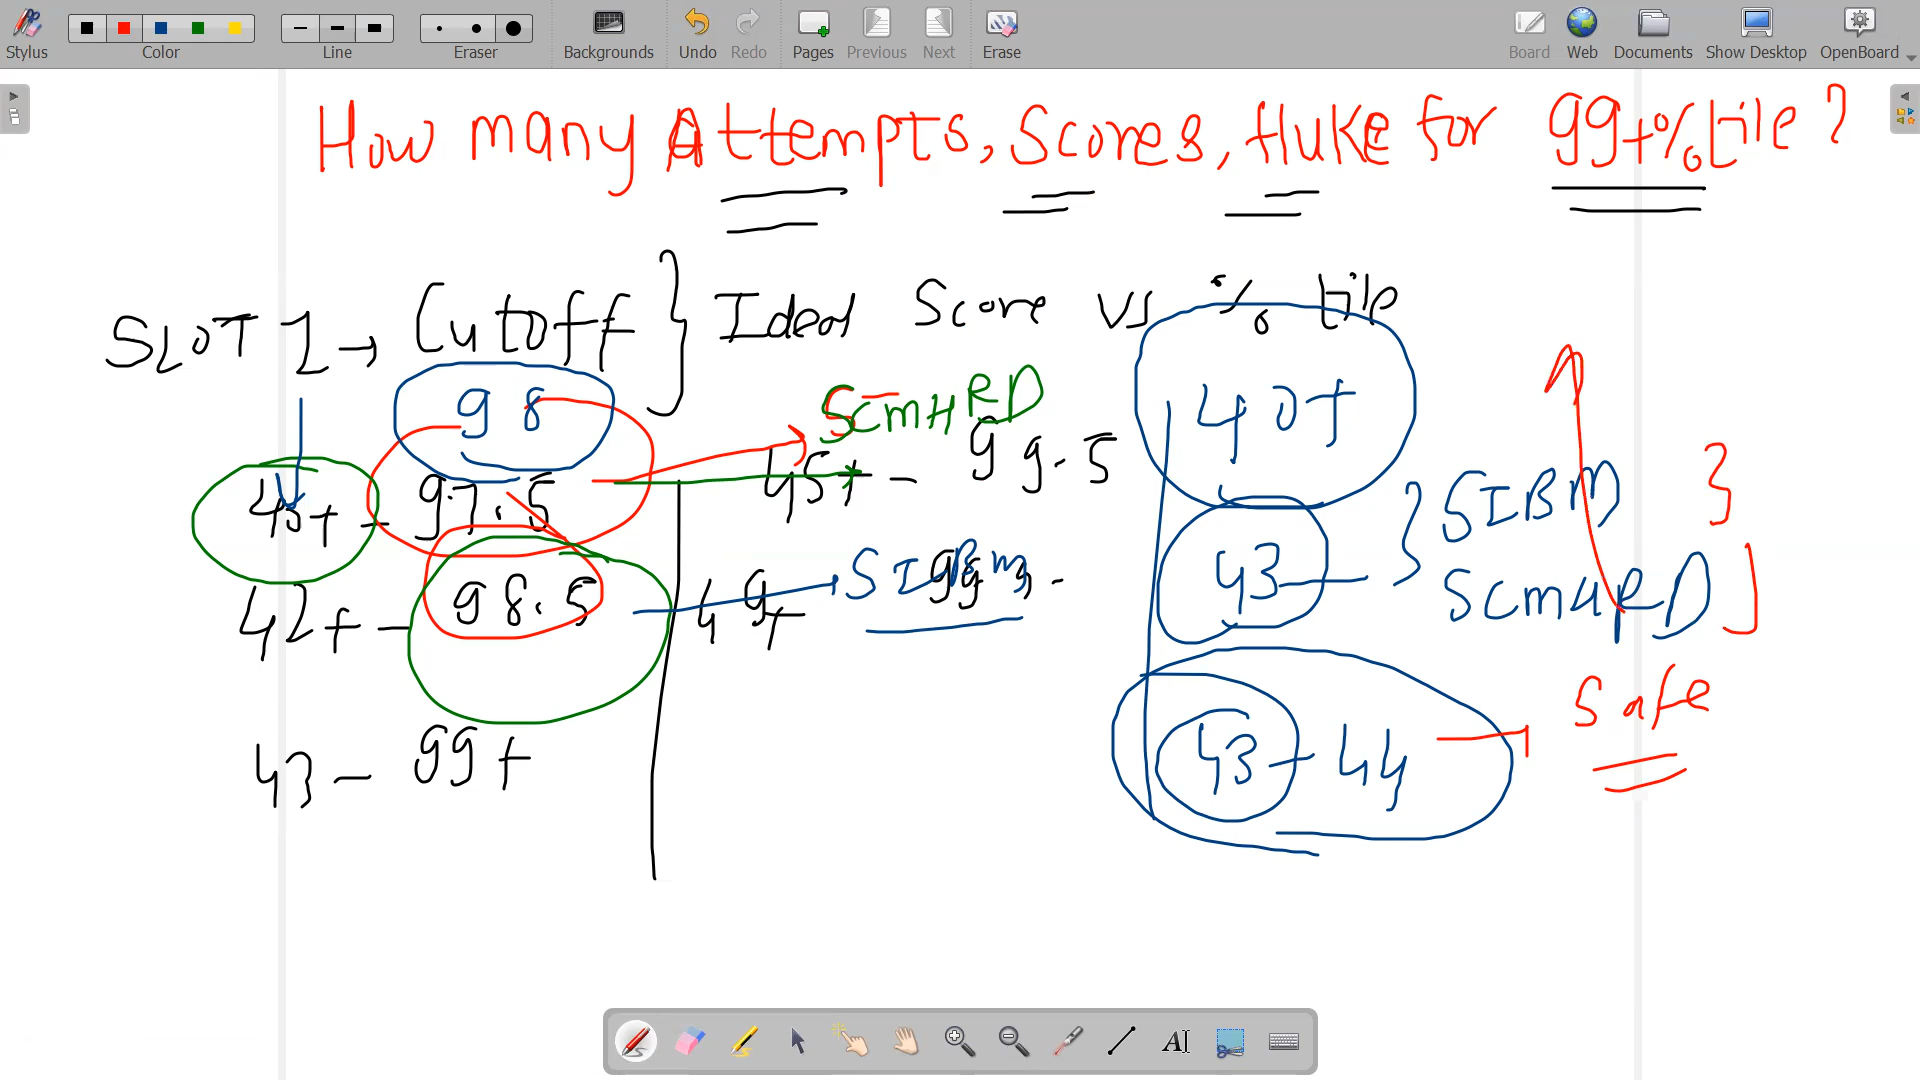 Stylus Color Line Eraser Backgrounds Undo Redo Pages Previous Next Erase Board Web Documents Show Desktop OpenBoard
How many Attempts, Scores, fluke for 99+%tile?
SLOT 1 → Cutoff } Ideal Score vs %tile
98
SCMHRD
40+
97.5
45+ - 99.5
} SIBM }
42+ - 98.5
49+
SIBM
43
SCMHRD ]
43 - 99+
43 - 44 → Safe